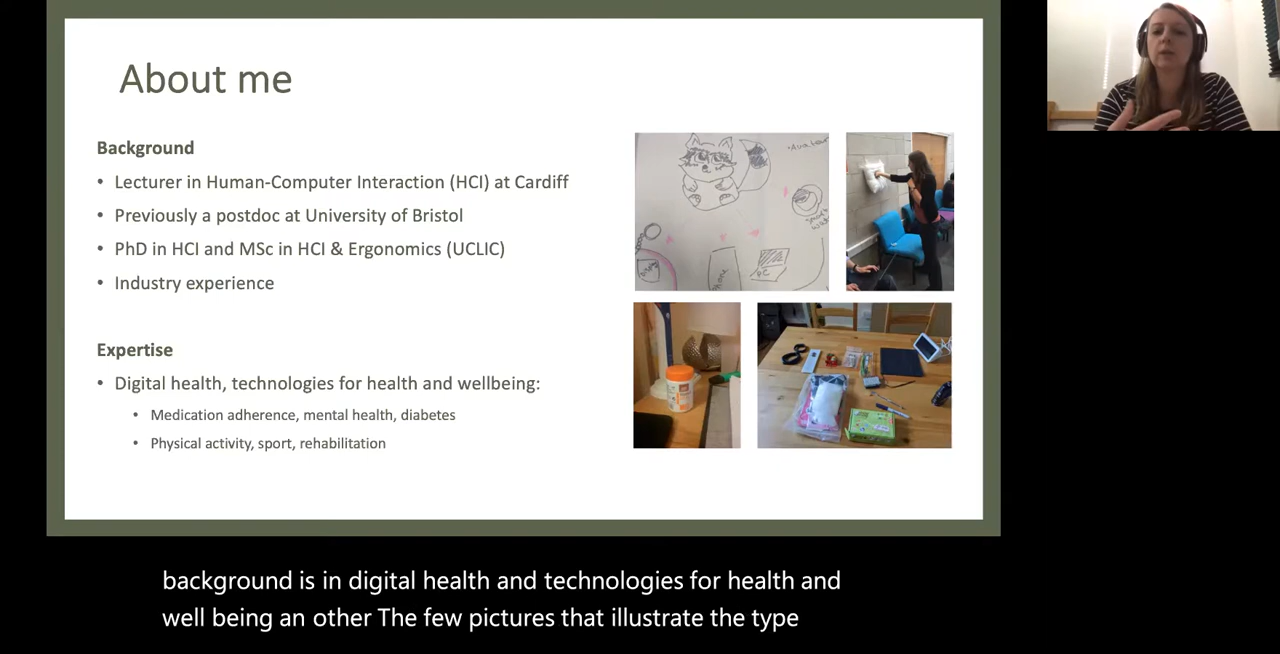 About me
Background
• Lecturer in Human-Computer Interaction (HCI) at Cardiff
• Previously a postdoc at University of Bristol
• PhD in HCI and MSc in HCI & Ergonomics (UCLIC)
• Industry experience
Expertise
• Digital health, technologies for health and wellbeing:
• Medication adherence, mental health, diabetes
• Physical activity, sport, rehabilitation
phone
PC
background is in digital health and technologies for health and
well being an other The few pictures that illustrate the type